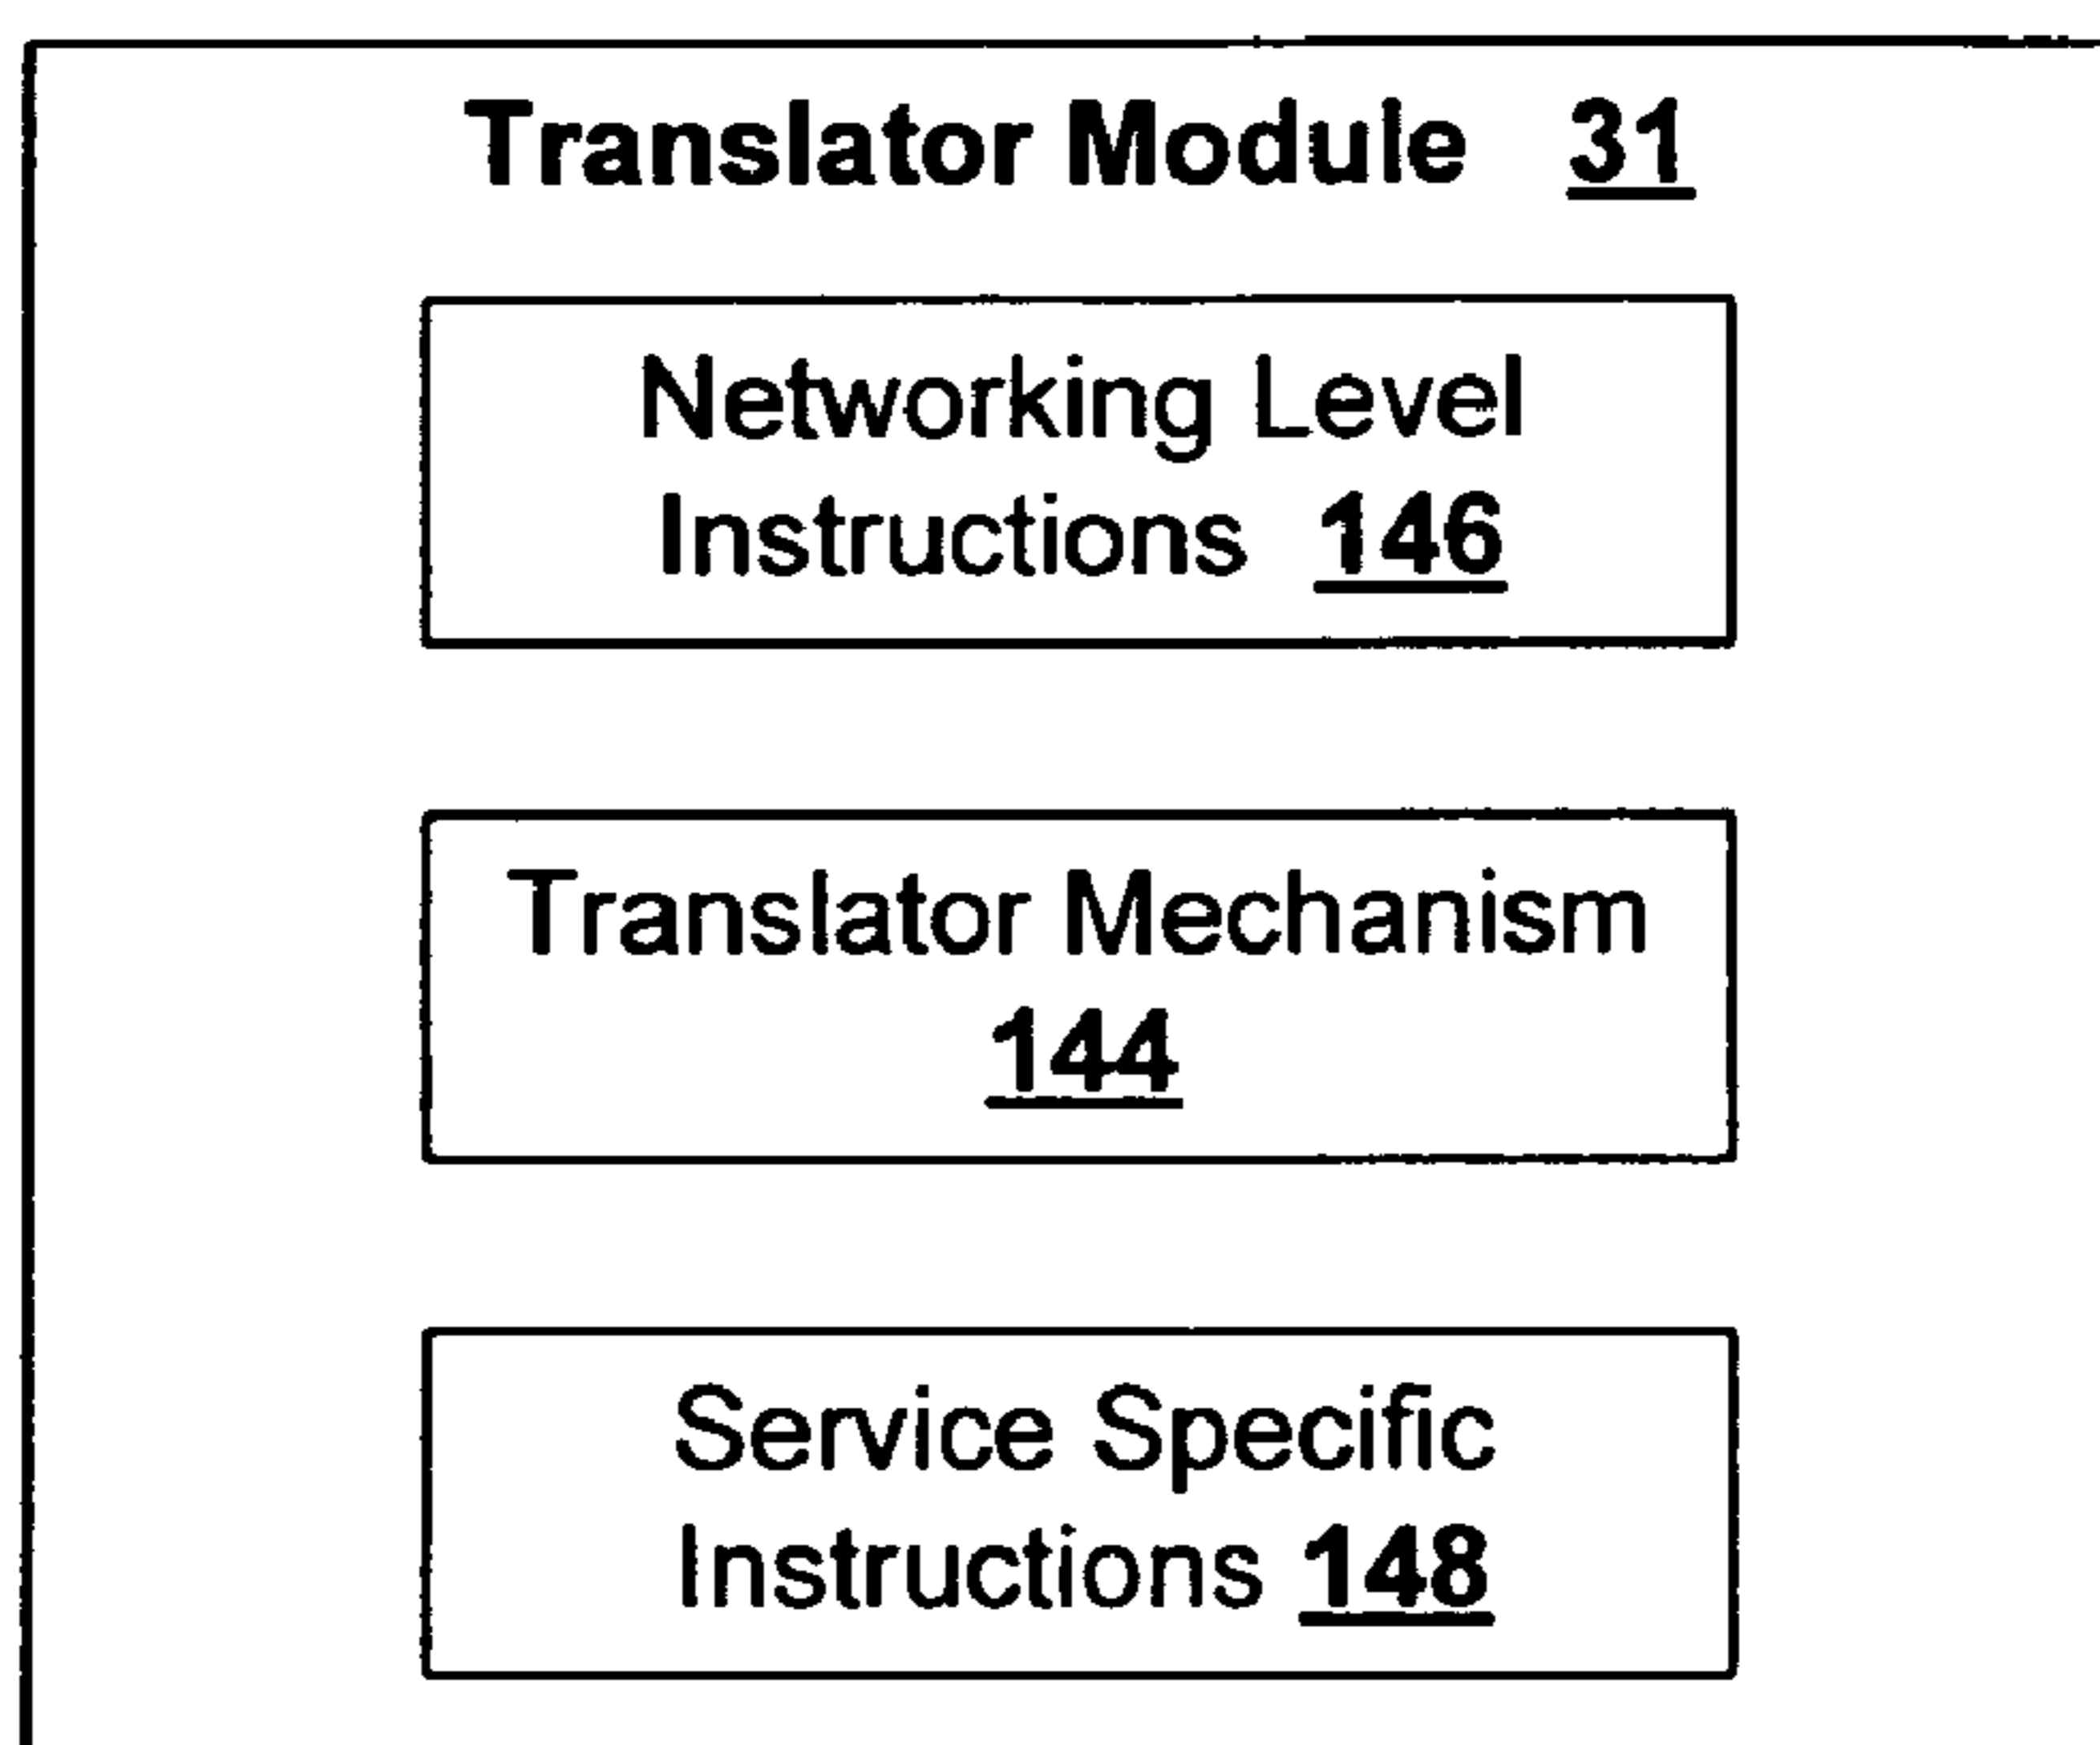 Translator Module 31
Networking Level
Instructions 146
Translator Mechanism
144
Service Specific
Instructions 148